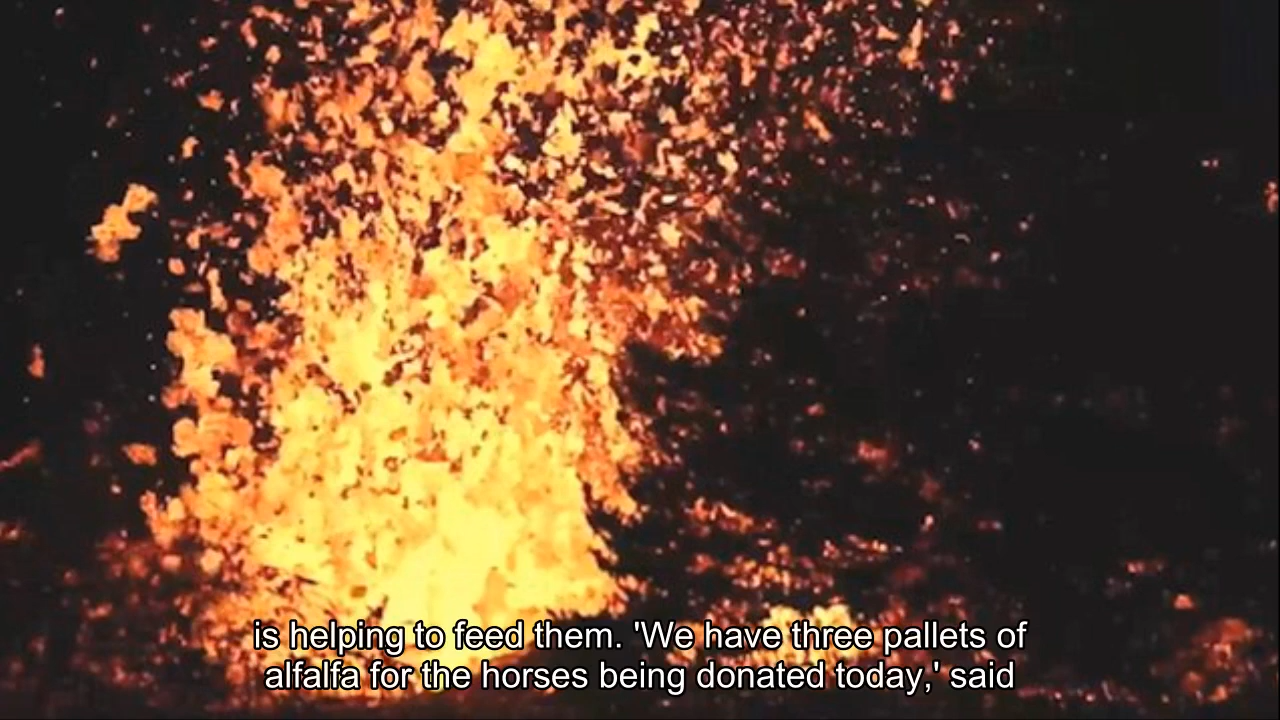 is helping to feed them. 'We have three pallets of
alfalfa for the horses being donated today,' said